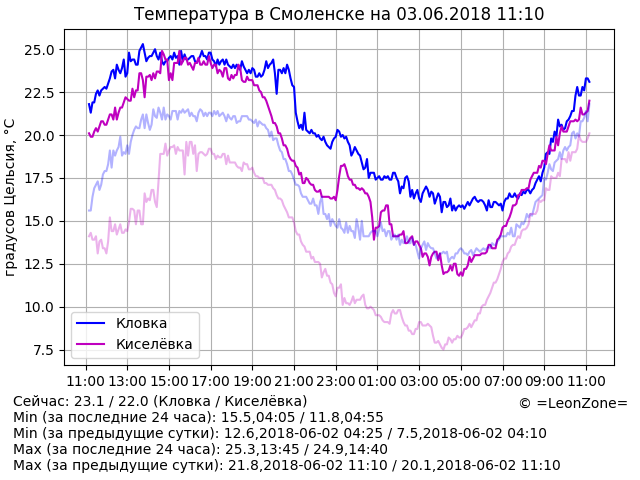 Температура в Смоленске на 03.06.2018 11:10
градусов Цельсия, °C
25.0
22.5
20.0
17.5
15.0
12.5
10.0
7.5
Кловка
Киселёвка
11:00 13:00 15:00 17:00 19:00 21:00 23:00 01:00 03:00 05:00 07:00 09:00 11:00
Сейчас: 23.1 / 22.0 (Кловка / Киселёвка)
© =LeonZone=
Min (за последние 24 часа): 15.5,04:05 / 11.8,04:55
Min (за предыдущие сутки): 12.6,2018-06-02 04:25 / 7.5,2018-06-02 04:10
Max (за последние 24 часа): 25.3,13:45 / 24.9,14:40
Max (за предыдущие сутки): 21.8,2018-06-02 11:10 / 20.1,2018-06-02 11:10